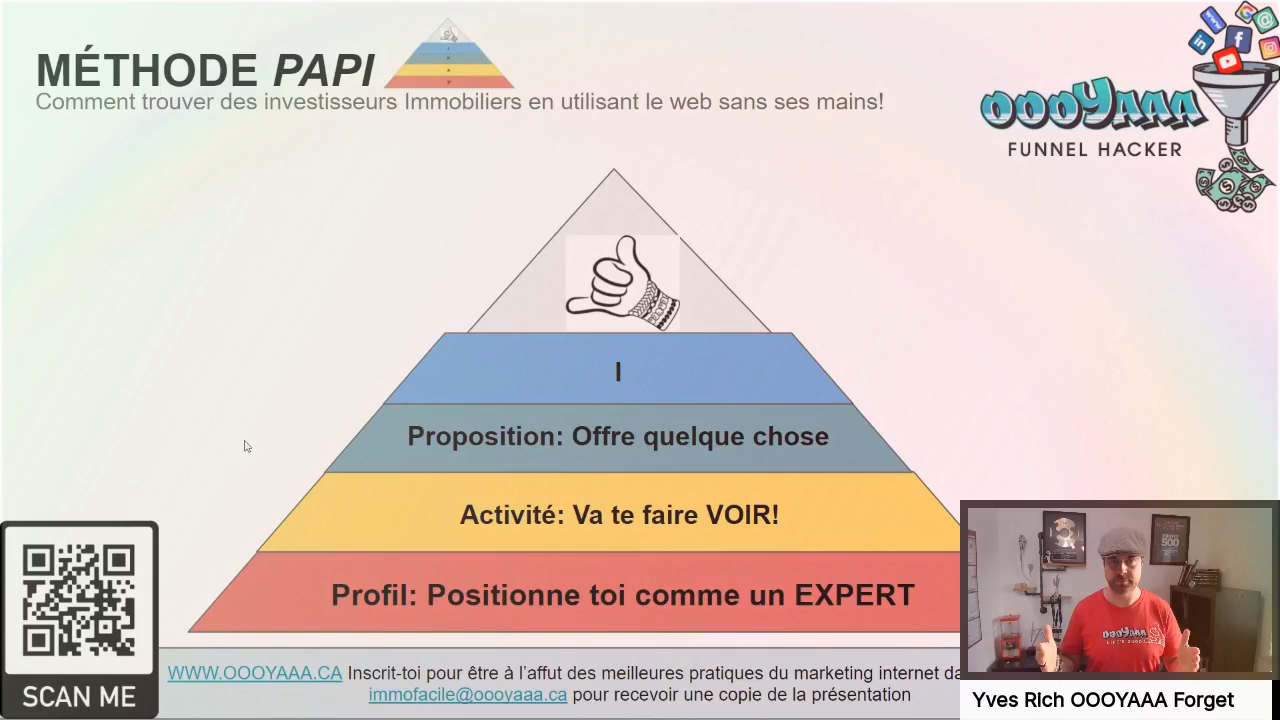 MÉTHODE PAPI
Comment trouver des investisseurs Immobiliers en utilisant le web sans ses mains!
OOOYAAA
FUNNEL HACKER
I
Proposition: Offre quelque chose
Activité: Va te faire VOIR!
Profil: Positionne toi comme un EXPERT
WWW.OOOYAAA.CA Inscrit-toi pour être à l'affut des meilleures pratiques du marketing internet da
immofacile@oooyaaa.ca pour recevoir une copie de la présentation
SCAN ME
OOOYAAA
500
Yves RIch OOOYAAA Forget